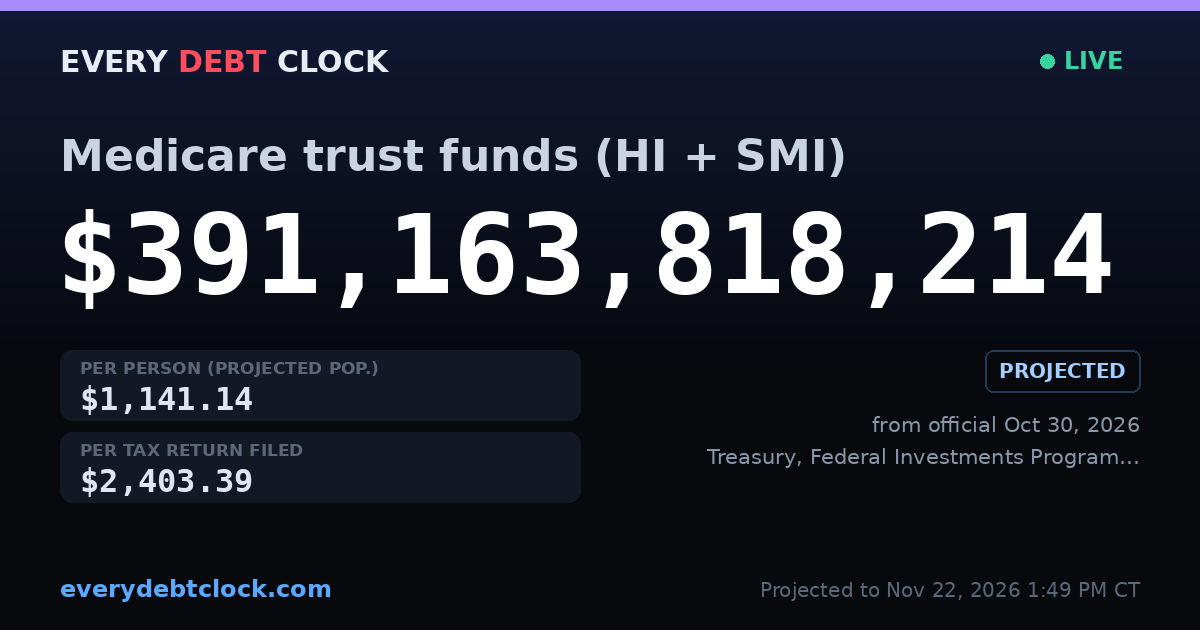 EVERY DEBT CLOCK
LIVE
Medicare trust funds (HI + SMI)
$391,163,818,214
PER PERSON (PROJECTED POP.)
$1,141.14
PER TAX RETURN FILED
$2,403.39
PROJECTED
from official Oct 30, 2026
Treasury, Federal Investments Program…
everydebtclock.com
Projected to Nov 22, 2026 1:49 PM CT